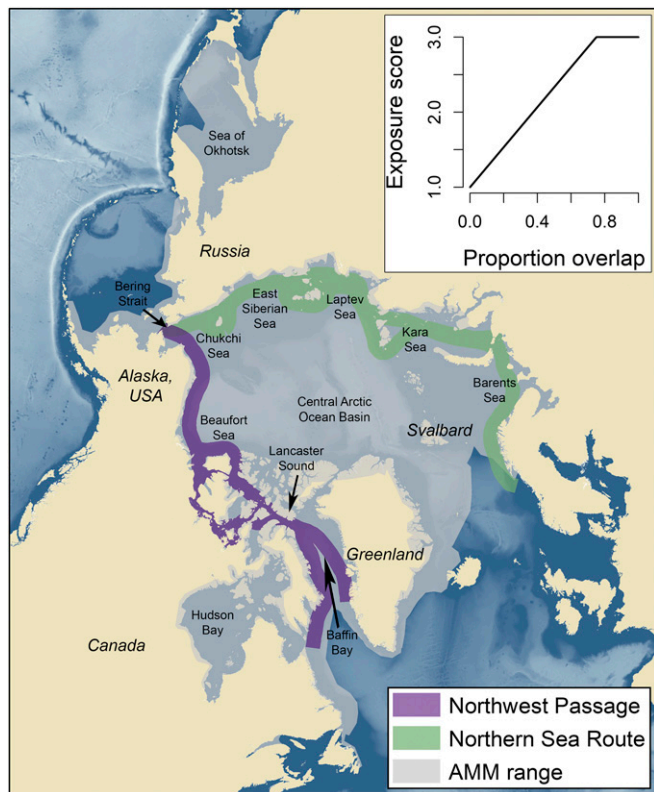 3.0
2.0
1.0
Exposure score
0.0
0.4
0.8
Proportion overlap
Sea of
Okhotsk
Russia
Bering
Strait
East
Siberian
Sea
Laptev
Sea
Chukchi
Sea
Kara
Sea
Alaska,
USA
Barents
Sea
Central Arctic
Ocean Basin
Svalbard
Beaufort
Sea
Lancaster
Sound
Greenland
Hudson
Bay
Baffin
Bay
Canada
Northwest Passage
Northern Sea Route
AMM range